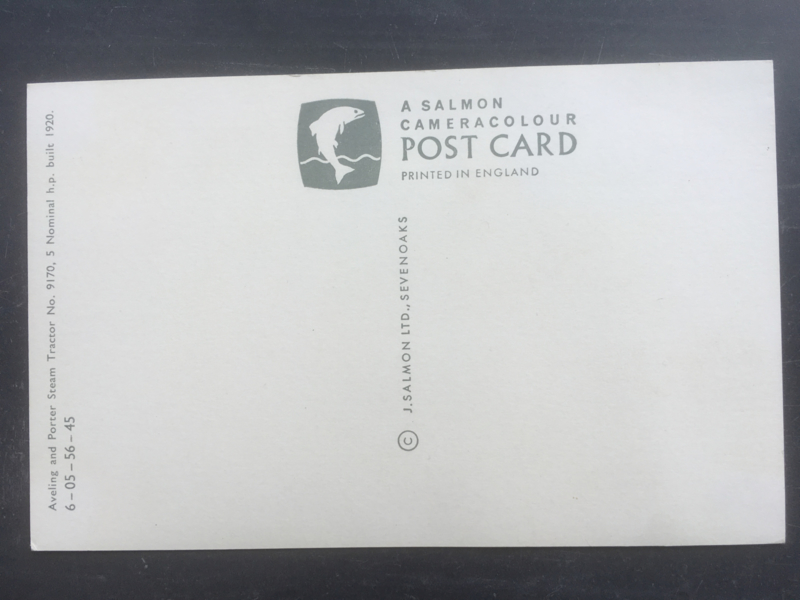 A SALMON
CAMERACOLOUR
POST CARD
PRINTED IN ENGLAND
© J. SALMON LTD., SEVENOAKS
Aveling and Porter Steam Tractor No. 9170, 5 Nominal h.p. built 1920.
6 – 05 – 56 – 45